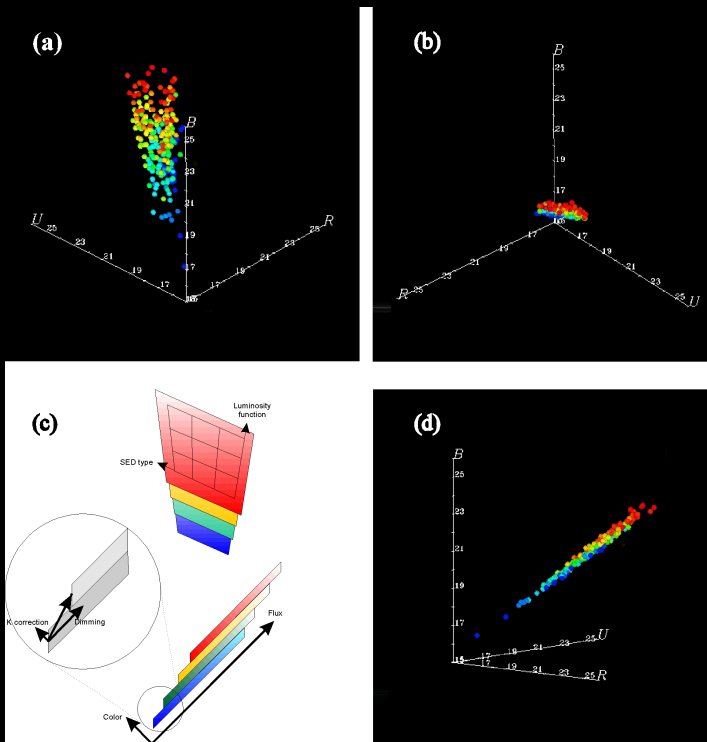 (a)
B
25
23
21
19
17
U
25
23
21
19
17
R
25
23
21
19
17
(b)
B
25
23
21
19
17
R
25
23
21
19
17
U
17
19
21
23
25
(c)
Luminosity
function
SED type
K correction
Dimming
Flux
Color
(d)
B
25
23
21
19
17
15
U
17
19
21
23
25
R
17
19
21
23
25